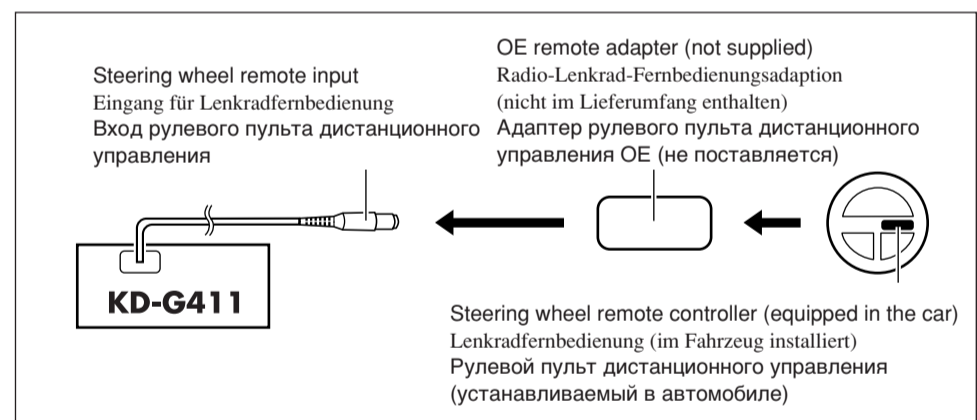 Steering wheel remote input
Eingang für Lenkradfernbedienung
Вход рулевого пульта дистанционного
управления
OE remote adapter (not supplied)
Radio-Lenkrad-Fernbedienungsadaption
(nicht im Lieferumfang enthalten)
Адаптер рулевого пульта дистанционного
управления OE (не поставляется)
KD-G411
Steering wheel remote controller (equipped in the car)
Lenkradfernbedienung (im Fahrzeug installiert)
Рулевой пульт дистанционного управления
(устанавливаемый в автомобиле)